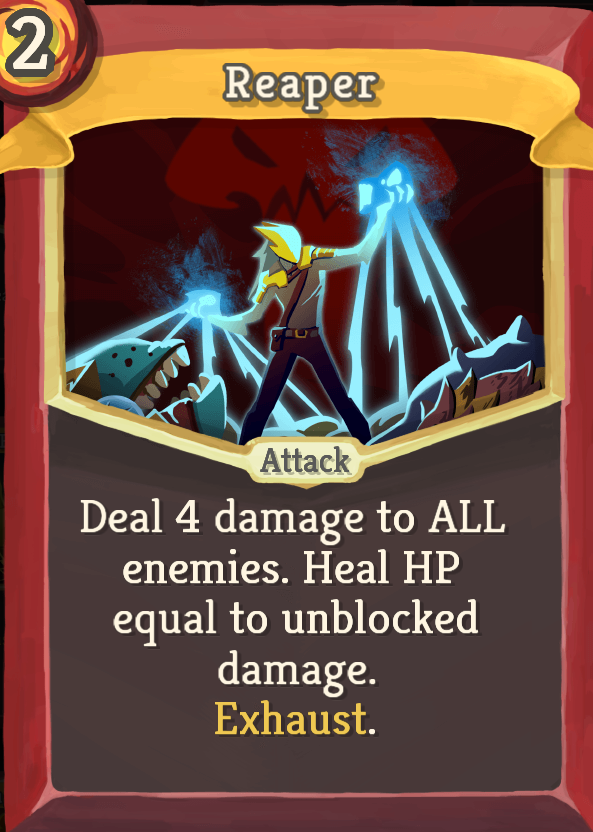 2
Reaper
Attack
Deal 4 damage to ALL
enemies. Heal HP
equal to unblocked
damage.
Exhaust.